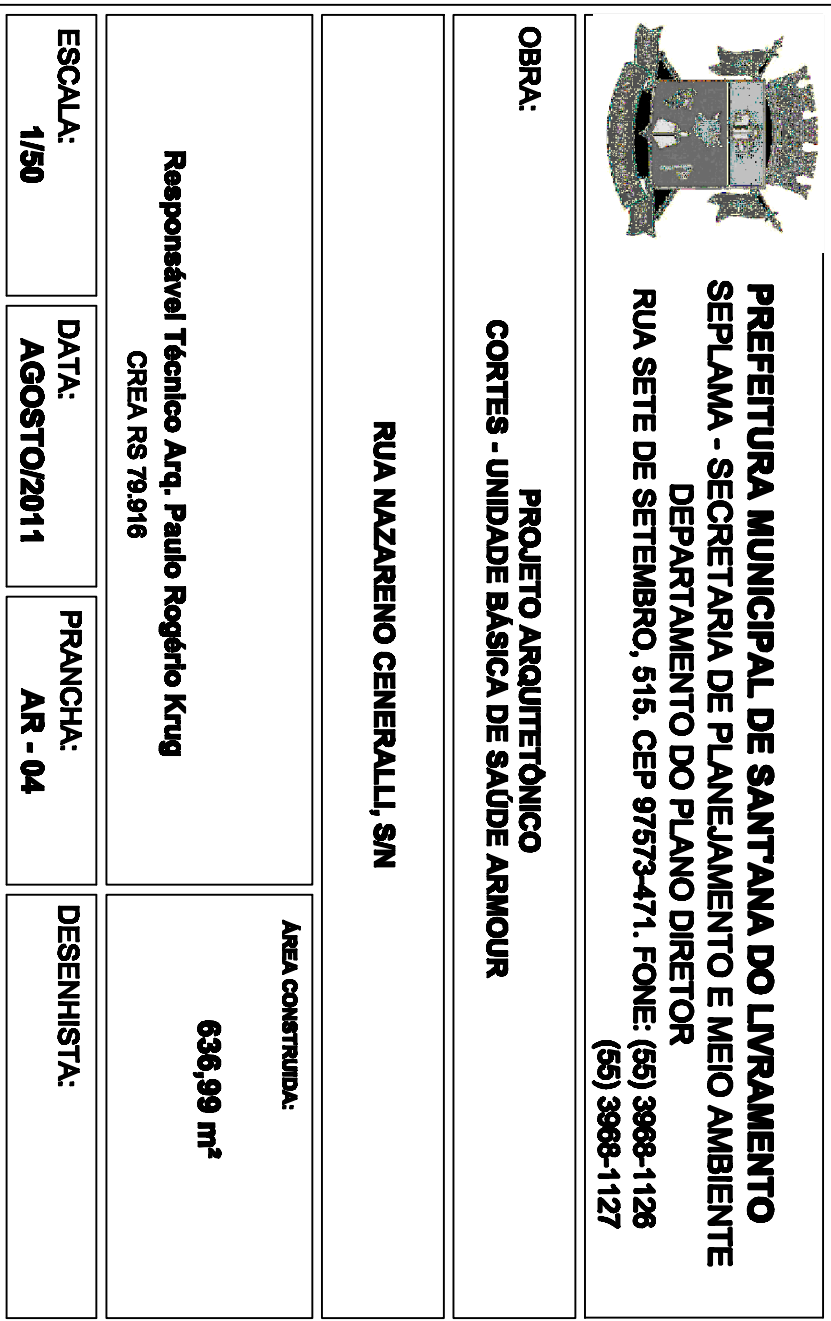 PREFEITURA MUNICIPAL DE SANT'ANA DO LIVRAMENTO
SEPLAMA - SECRETARIA DE PLANEJAMENTO E MEIO AMBIENTE
DEPARTAMENTO DO PLANO DIRETOR
RUA SETE DE SETEMBRO, 515. CEP 97573-471. FONE: (55) 3968-1126
(55) 3968-1127
OBRA:
PROJETO ARQUITETÔNICO
CORTES - UNIDADE BÁSICA DE SAÚDE ARMOUR
RUA NAZARENO CENERALLI, S/N
Responsável Técnico Arq. Paulo Rogério Krug
CREA RS 79.916
ÁREA CONSTRUIDA:
636,99 m²
ESCALA:
1/50
DATA:
AGOSTO/2011
PRANCHA:
AR - 04
DESENHISTA: